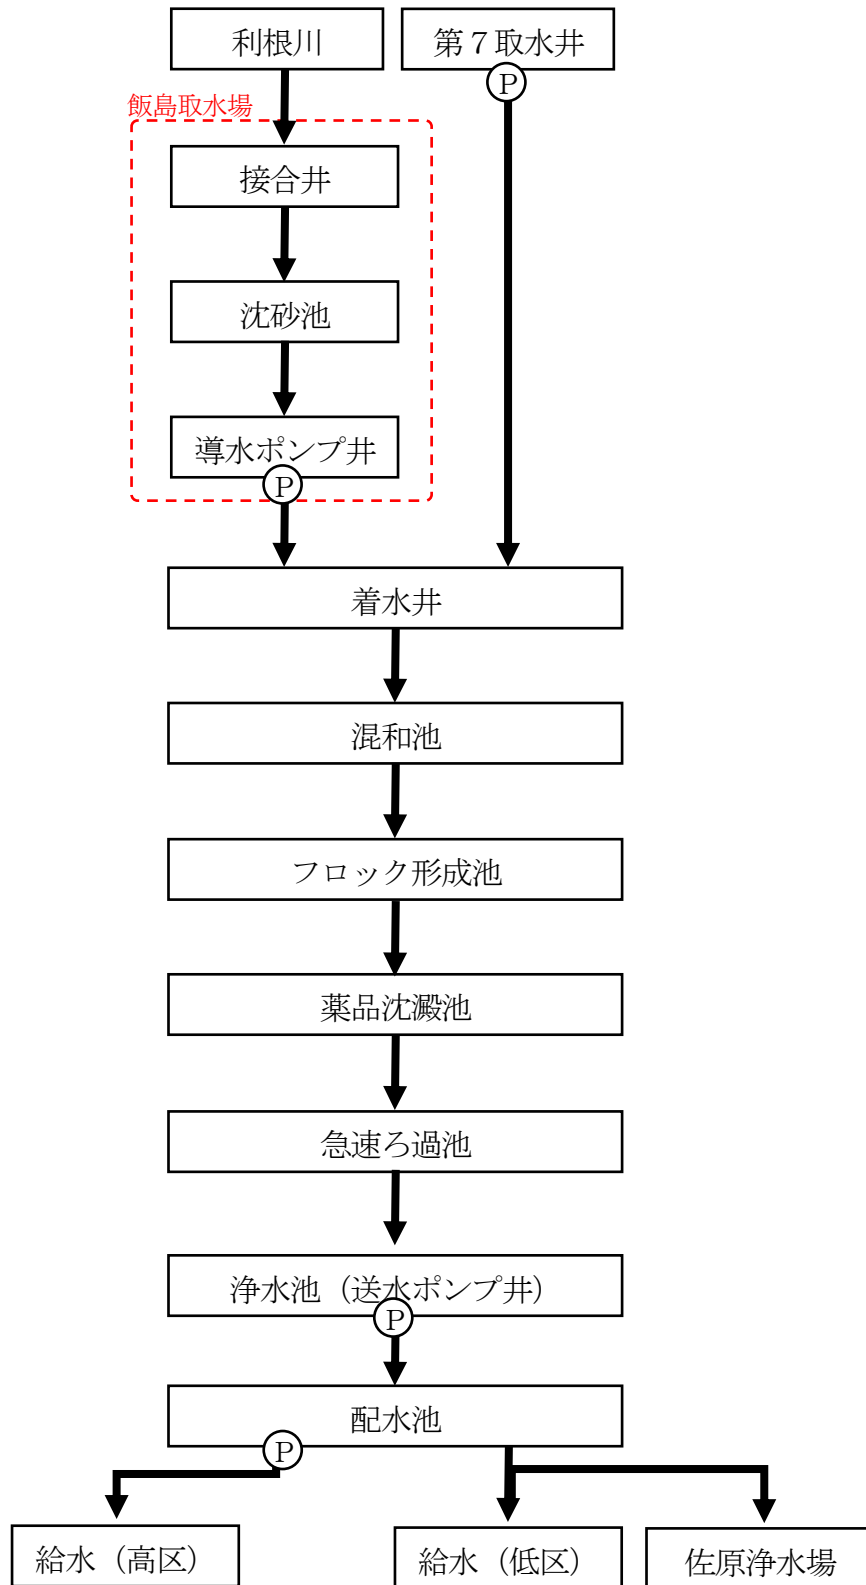 利根川
第７取水井
P
飯島取水場
接合井
沈砂池
導水ポンプ井
P
着水井
混和池
フロック形成池
薬品沈澱池
急速ろ過池
浄水池（送水ポンプ井）
P
配水池
P
給水（高区）
給水（低区）
佐原浄水場